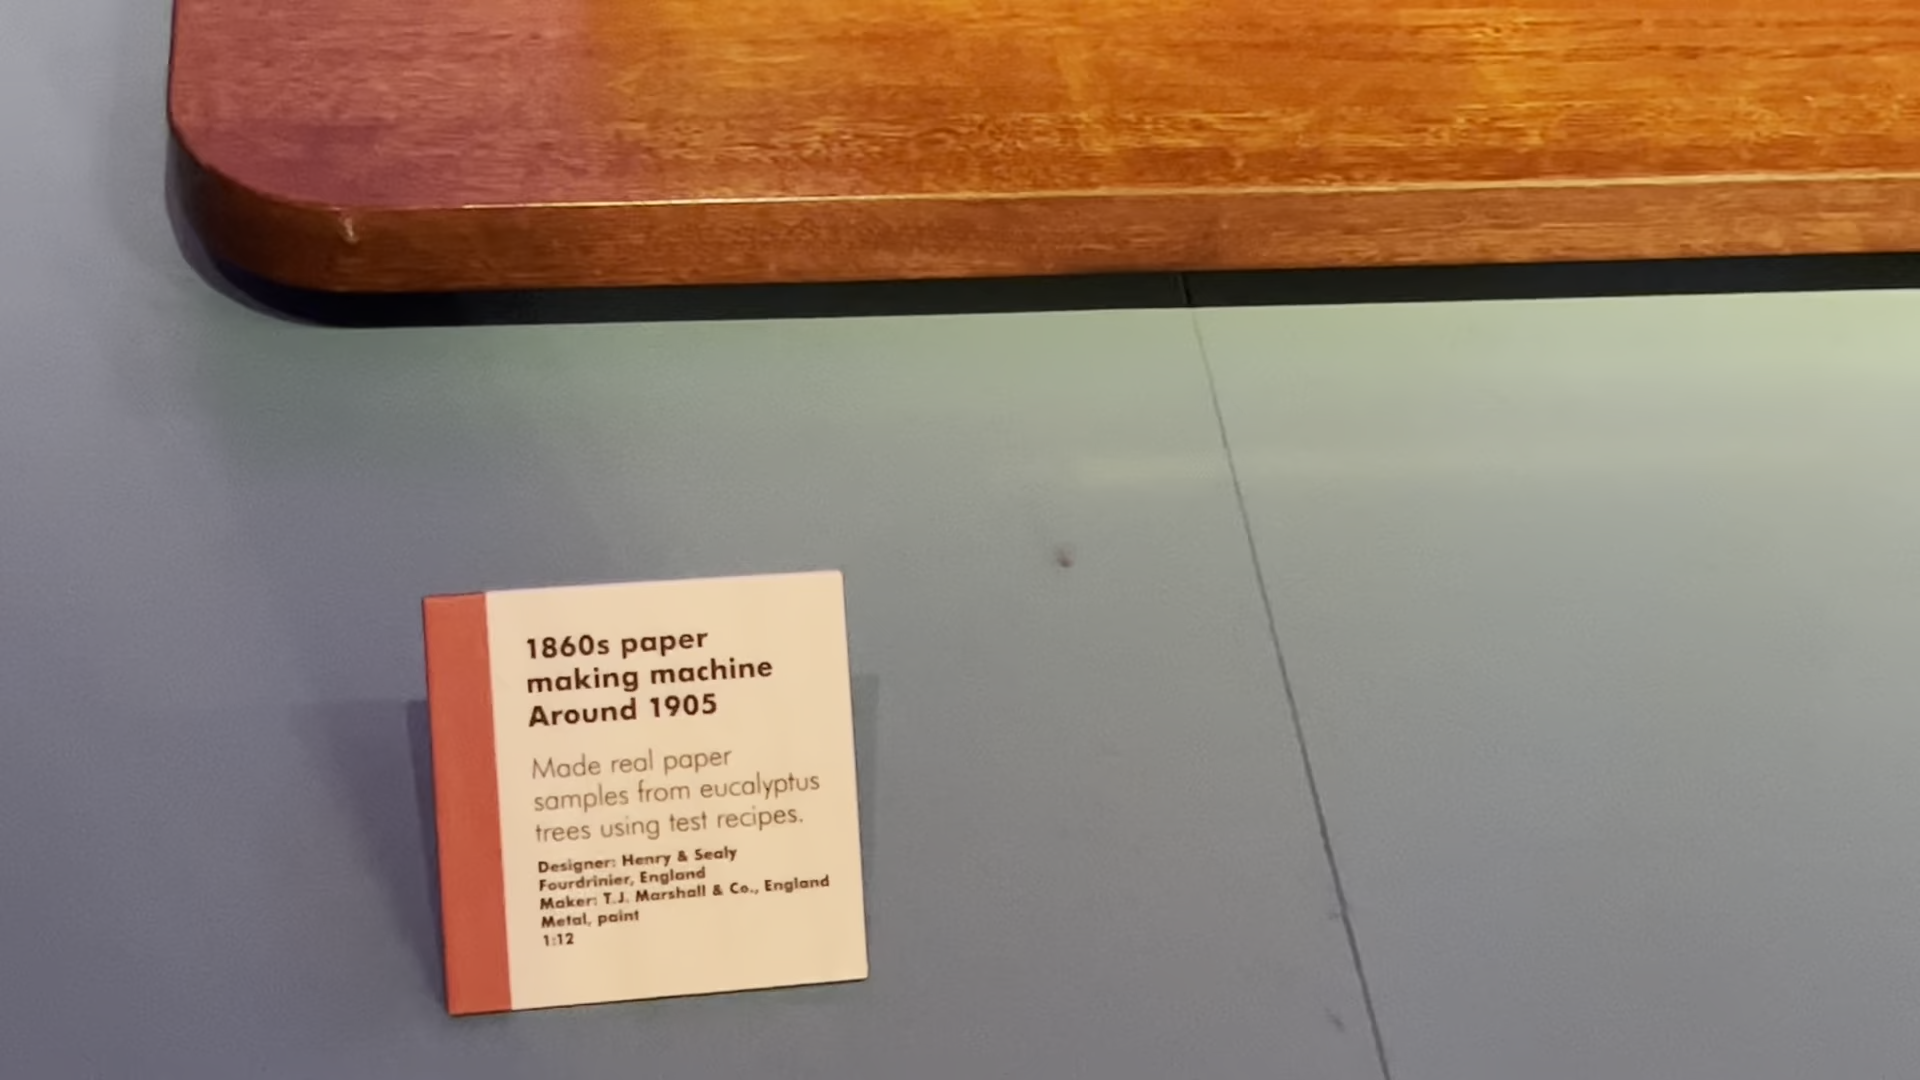 1860s paper
making machine
Around 1905
Made real paper
samples from eucalyptus
trees using test recipes.
Designer: Henry & Sealy
Fourdrinier, England
Maker: T.J. Marshall & Co., England
Metal, paint
1:12